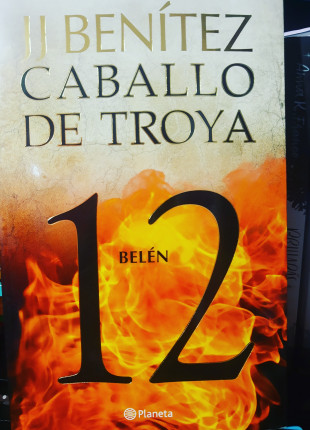 JJ BENÍTEZ
CABALLO
DE TROYA
12
BELÉN
Planeta